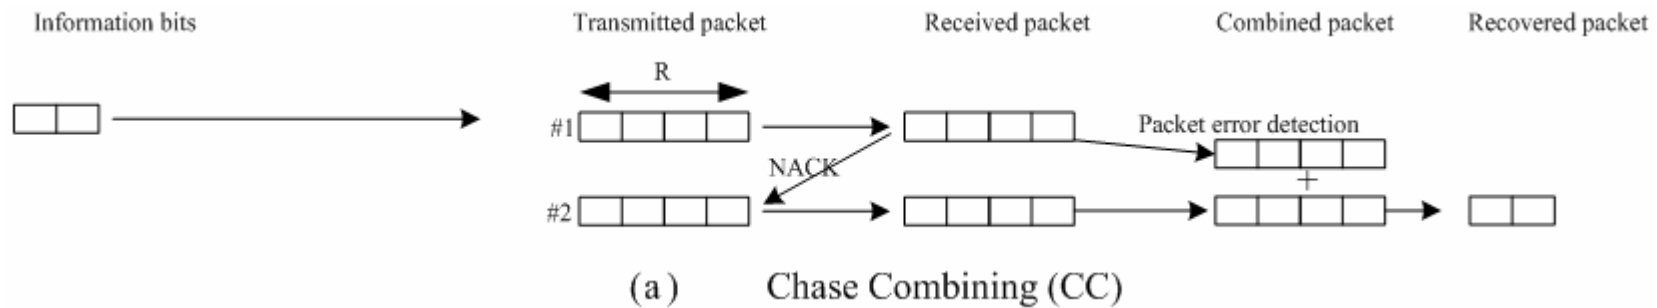 Information bits Transmitted packet Received packet Combined packet Recovered packet
R
#1
Packet error detection
NACK
+
#2
(a) Chase Combining (CC)